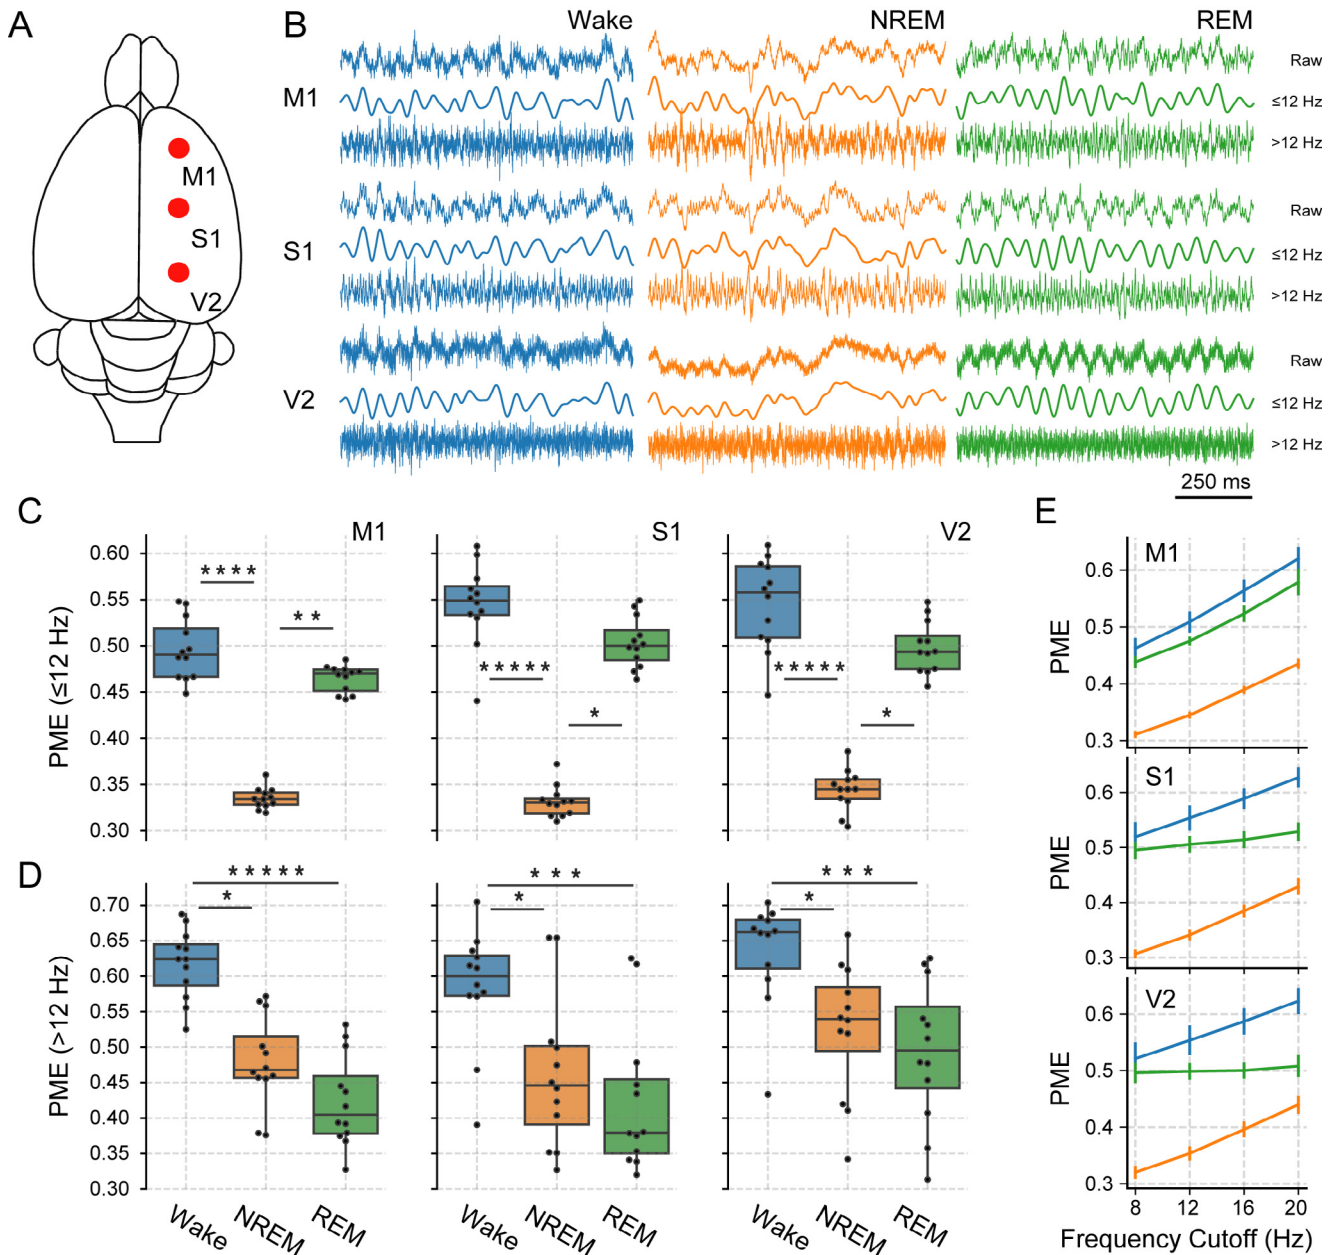 A
M1
S1
V2
B
Wake
NREM
REM
M1
Raw
≤12 Hz
>12 Hz
S1
Raw
≤12 Hz
>12 Hz
V2
Raw
≤12 Hz
>12 Hz
250 ms
C
M1
S1
V2
PME (≤12 Hz)
0.60
0.55
0.50
0.45
0.40
0.35
0.30
****
**
*****
*
*****
*
D
PME (>12 Hz)
0.70
0.65
0.60
0.55
0.50
0.45
0.40
0.35
0.30
*****
*
***
*
***
*
Wake
NREM
REM
Wake
NREM
REM
Wake
NREM
REM
E
M1
PME
0.6
0.5
0.4
0.3
S1
PME
0.6
0.5
0.4
0.3
V2
PME
0.6
0.5
0.4
0.3
8
12
16
20
Frequency Cutoff (Hz)